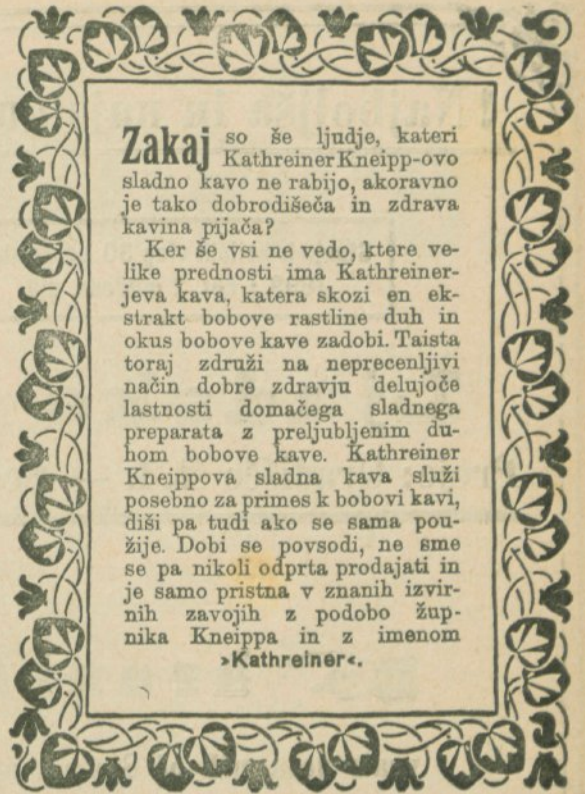 Zakaj so še ljudje, kateri
Kathreiner Kneipp-ovo
sladno kavo ne rabijo, akoravno
je tako dobrodišeča in zdrava
kavina pijača?
Ker še vsi ne vedo, ktere ve-
like prednosti ima Kathreiner-
jeva kava, katera skozi en ek-
strakt bobove rastline duh in
okus bobove kave zadobi. Taista
toraj združi na neprecenljivi
način dobre zdravju delujoče
lastnosti domačega sladnega
preparata z preljubljenim du-
hom bobove kave. Kathreiner
Kneippova sladna kava služi
posebno za primes k bobovi kavi,
diši pa tudi ako se sama pou-
žije. Dobi se povsodi, ne sme
se pa nikoli odprta prodajati in
je samo pristna v znanih izvir-
nih zavojih z podobo žup-
nika Kneippa in z imenom
»Kathreiner«.